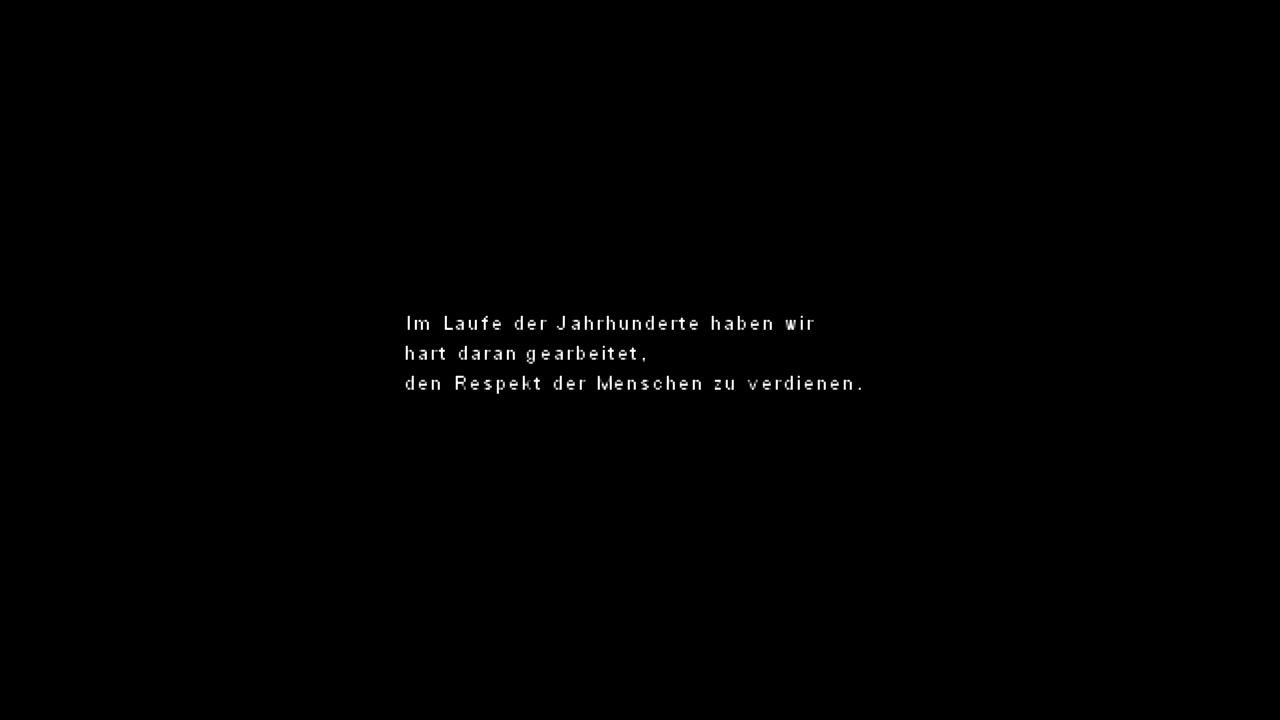 Im Laufe der Jahrhunderte haben wir
hart daran gearbeitet,
den Respekt der Menschen zu verdienen.